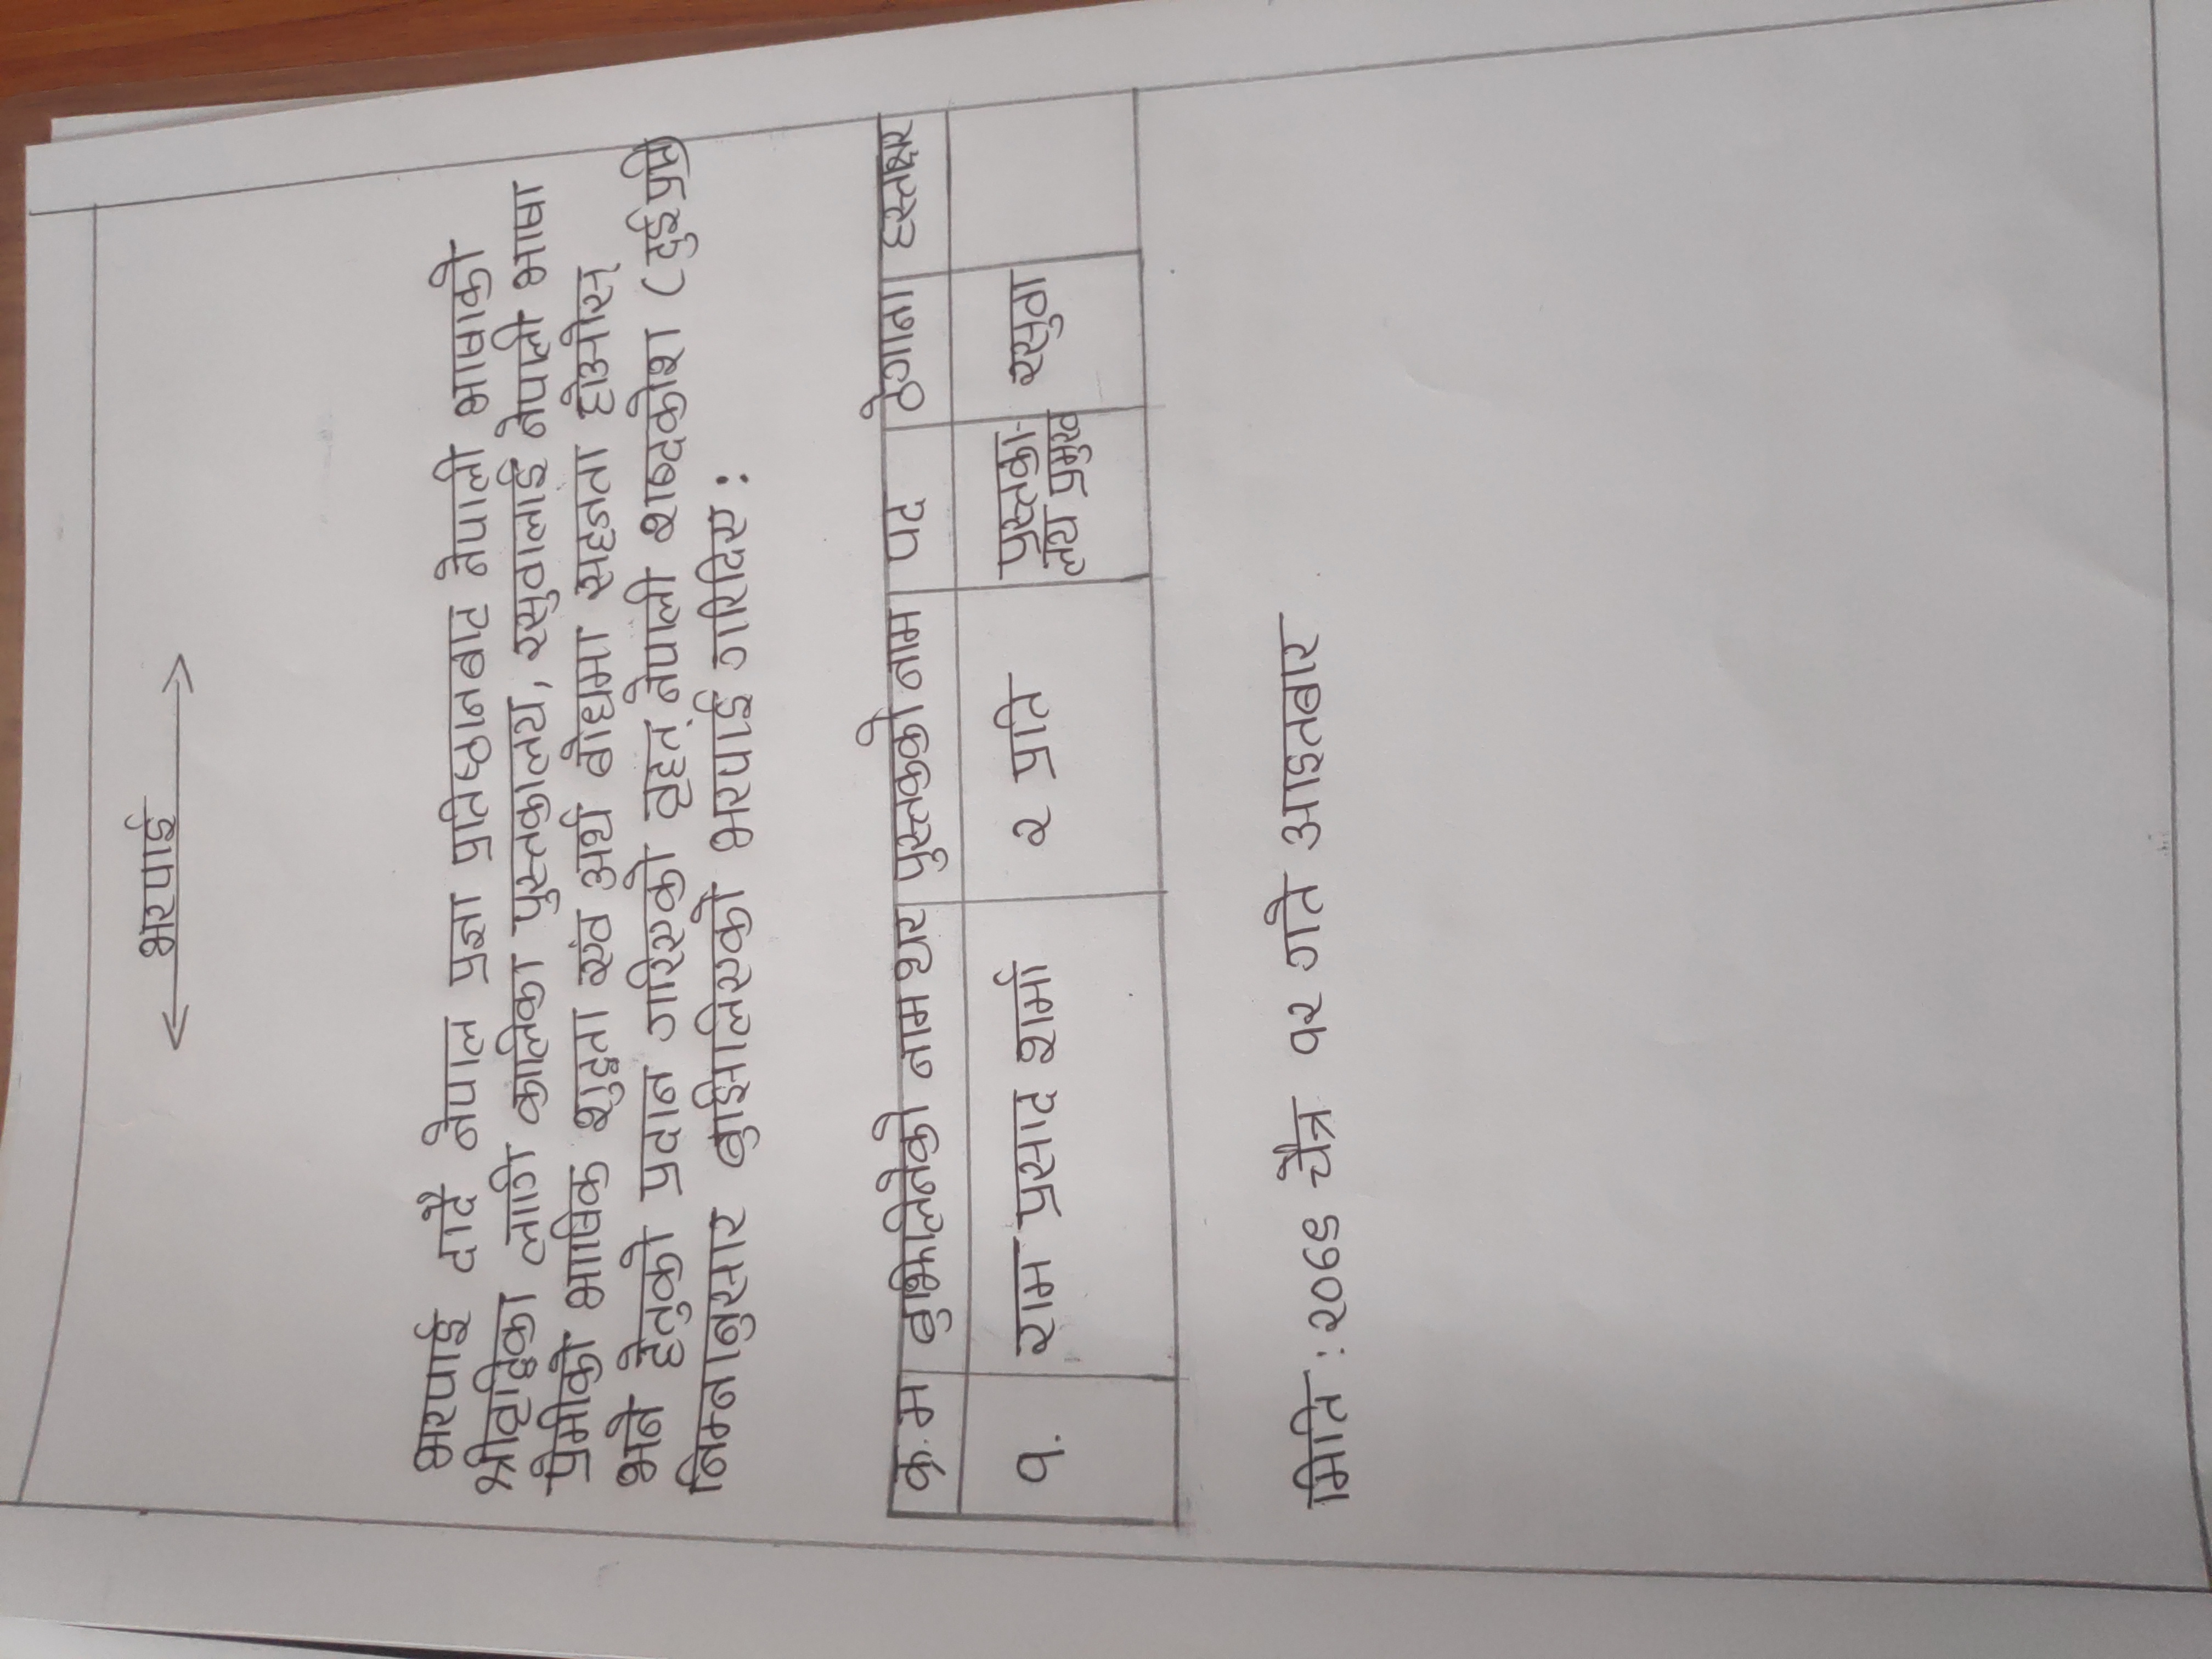 भरपाई
भरपाई दादै नेपाल प्रज्ञा प्रतिष्ठानबाट नेपाली भाषाको
श्रीवृद्धिका लागि कालिका पुस्तकालय, रसुवालाई नेपाली भाषा
प्रेमीको भाषिक शुद्धता एंव अर्थ बोधमा सहजता होओस्
भन्ने हेतुको प्रदान गरिएको वृहत् नेपाली शब्दकोश (दुई प्रति)
निम्नानुसार बुझिलिएको भरपाई गरिदिए :
क्र.म बुझिलिनेको नाम थर पुस्तकको नाम पद ठेगाना हस्ताक्षर
१. राम प्रसाद शर्मा २ प्रति पुस्तका- रसुवा
लय प्रमुख
मिति : २०७९ चैत्र १२ गते आइतबार